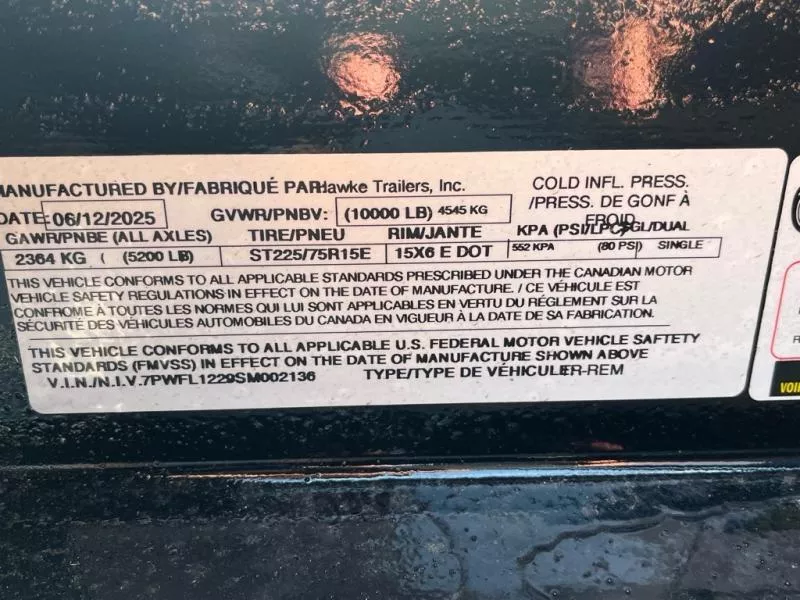 MANUFACTURED BY/FABRIQUÉ PAR Hawke Trailers, Inc.
COLD INFL. PRESS.
/PRESS. DE GONF À
FROID
DATE: 06/12/2025 GVWR/PNBV: (10000 LB) 4545 KG
GAWR/PNBE (ALL AXLES) TIRE/PNEU RIM/JANTE KPA (PSI/LPC) SGL/DUAL
2364 KG ( (5200 LB) ST225/75R15E 15X6 E DOT 552 KPA (80 PSI) SINGLE
THIS VEHICLE CONFORMS TO ALL APPLICABLE STANDARDS PRESCRIBED UNDER THE CANADIAN MOTOR
VEHICLE SAFETY REGULATIONS IN EFFECT ON THE DATE OF MANUFACTURE. / CE VÉHICULE EST
CONFROME À TOUTES LES NORMES QUI LUI SONT APPLICABLES EN VERTU DU RÉGLEMENT SUR LA
SÉCURITÉ DES VÉHICULES AUTOMOBILES DU CANADA EN VIGUEUR À LA DATE DE SA FABRICATION.
THIS VEHICLE CONFORMS TO ALL APPLICABLE U.S. FEDERAL MOTOR VEHICLE SAFTETY
STANDARDS (FMVSS) IN EFFECT ON THE DATE OF MANUFACTURE SHOWN ABOVE
V.I.N./N.I.V.7PWFL1229SM002136 TYPE/TYPE DE VÉHICULER-REM
VOIR